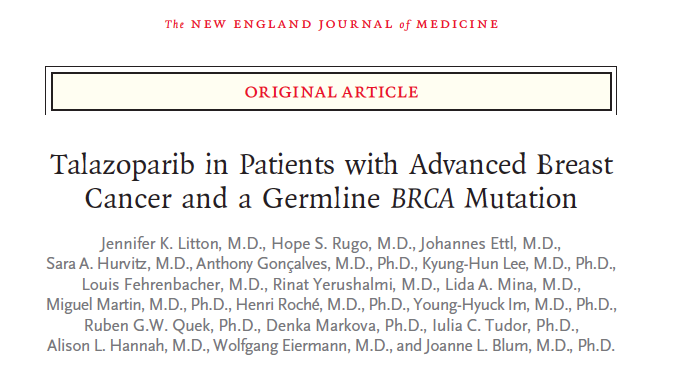 The NEW ENGLAND JOURNAL of MEDICINE
ORIGINAL ARTICLE
Talazoparib in Patients with Advanced Breast
Cancer and a Germline BRCA Mutation
Jennifer K. Litton, M.D., Hope S. Rugo, M.D., Johannes Ettl, M.D.,
Sara A. Hurvitz, M.D., Anthony Gonçalves, M.D., Ph.D., Kyung-Hun Lee, M.D., Ph.D.,
Louis Fehrenbacher, M.D., Rinat Yerushalmi, M.D., Lida A. Mina, M.D.,
Miguel Martin, M.D., Ph.D., Henri Roché, M.D., Ph.D., Young-Hyuck Im, M.D., Ph.D.,
Ruben G.W. Quek, Ph.D., Denka Markova, Ph.D., Iulia C. Tudor, Ph.D.,
Alison L. Hannah, M.D., Wolfgang Eiermann, M.D., and Joanne L. Blum, M.D., Ph.D.